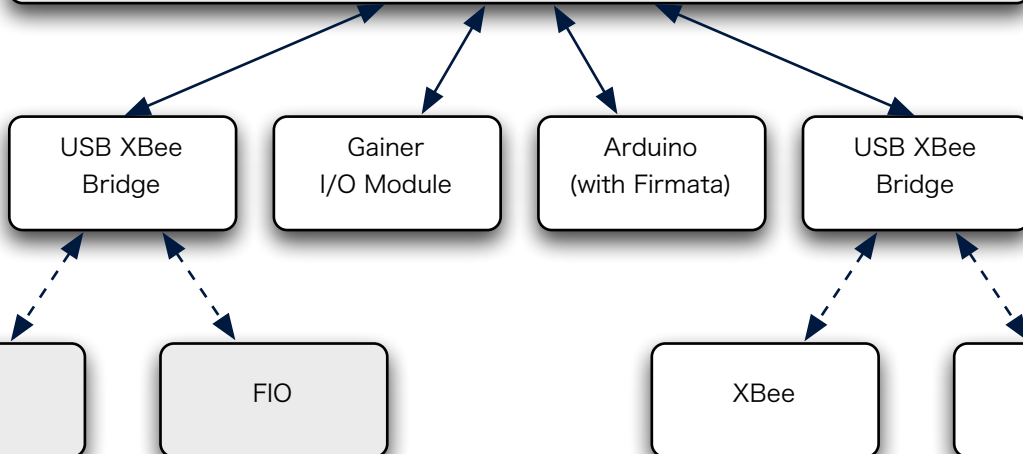 USB XBee
Bridge
Gainer
I/O Module
Arduino
(with Firmata)
USB XBee
Bridge
FIO
XBee